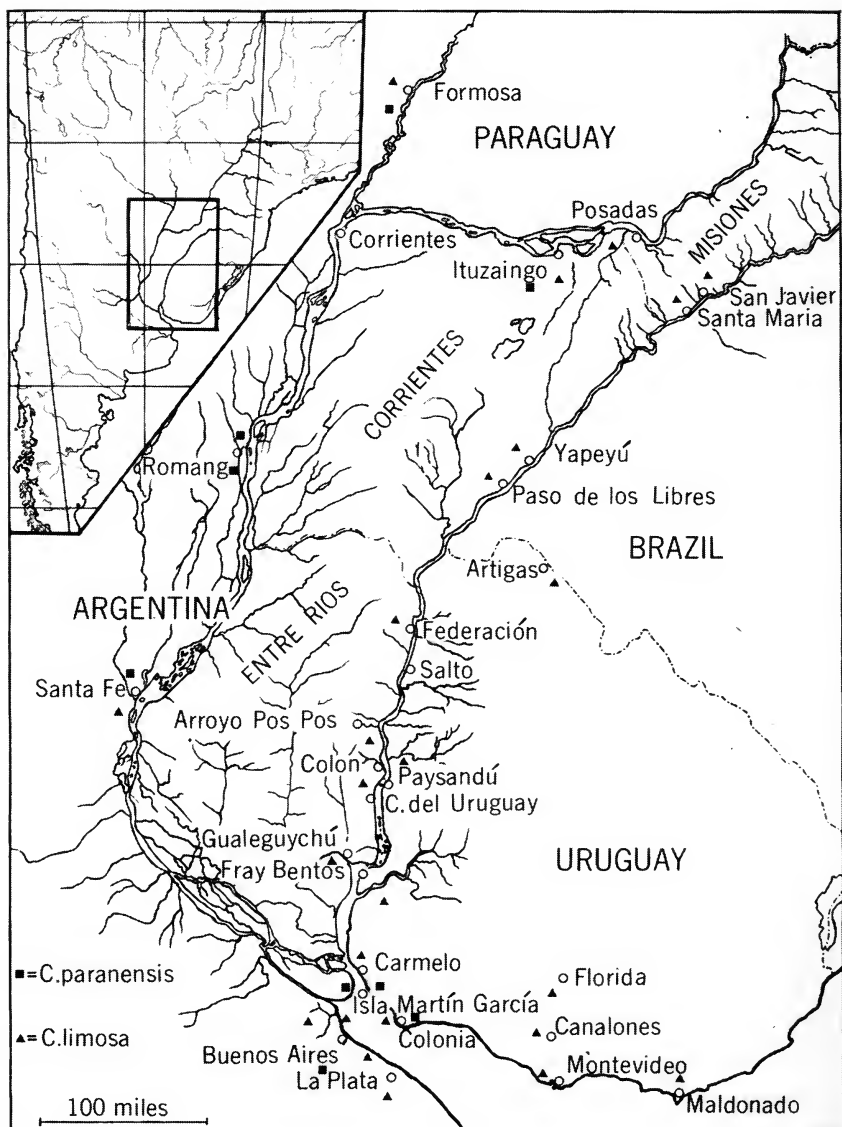 Formosa
PARAGUAY
Posadas
MISIONES
Corrientes
Ituzaingo
San Javier
Santa Maria
CORRIENTES
Romang
Yapeyú
Paso de los Libres
BRAZIL
Artigas
ARGENTINA
ENTRE RIOS
Federación
Salto
Santa Fe
Arroyo Pos Pos
Colon
Paysandú
C. del Uruguay
Gualeguychú
Fray Bentos
URUGUAY
■=C.paranensis
Carmelo
Florida
Isla Martín García
▲=C.limosa
Colonia
Canalones
Buenos Aires
Montevideo
La Plata
Maldonado
100 miles